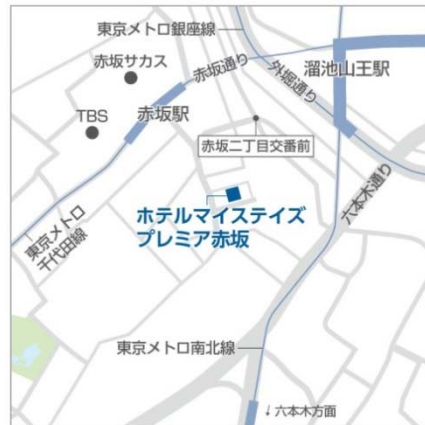 東京メトロ銀座線
赤坂サカス
赤坂通り
外堀通り
溜池山王駅
TBS
赤坂駅
赤坂二丁目交番前
六本木通り
ホテルマイステイズ
プレミア赤坂
東京メトロ
千代田線
東京メトロ南北線
↓六本木方面